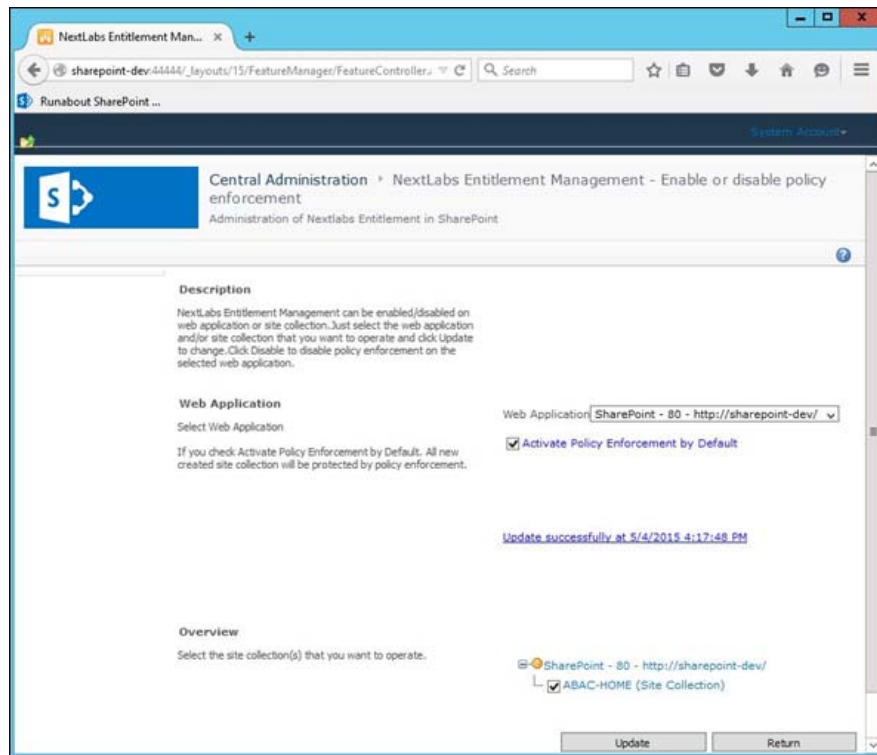 NextLabs Entitlement Man... × +
sharepoint-dev:44444/_layouts/15/FeatureManager/FeatureController.
Search
Runabout SharePoint ...
System Account
Central Administration ▸ NextLabs Entitlement Management - Enable or disable policy
enforcement
Administration of Nextlabs Entitlement in SharePoint
Description
NextLabs Entitlement Management can be enabled/disabled on
web application or site collection.Just select the web application
and/or site collection that you want to operate and click Update
to change.Click Disable to disable policy enforcement on the
selected web application.
Web Application
Select Web Application
If you check Activate Policy Enforcement by Default. All new
created site collection will be protected by policy enforcement.
Web Application SharePoint - 80 - http://sharepoint-dev/
Activate Policy Enforcement by Default
Update successfully at 5/4/2015 4:17:48 PM
Overview
Select the site collection(s) that you want to operate.
SharePoint - 80 - http://sharepoint-dev/
ABAC-HOME (Site Collection)
Update
Return